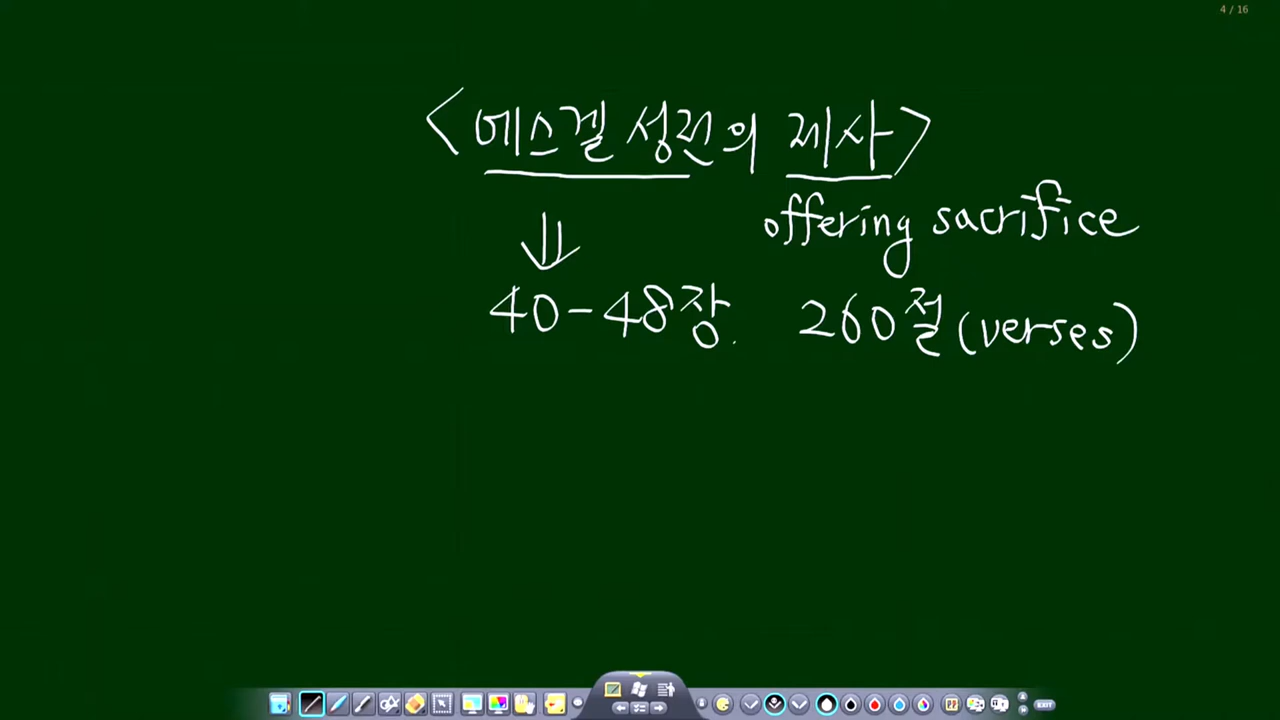 4 / 16
<에스겔 성전의 제사>
offering sacrifice
⇓
40-48장. 260절 (verses)
EXIT